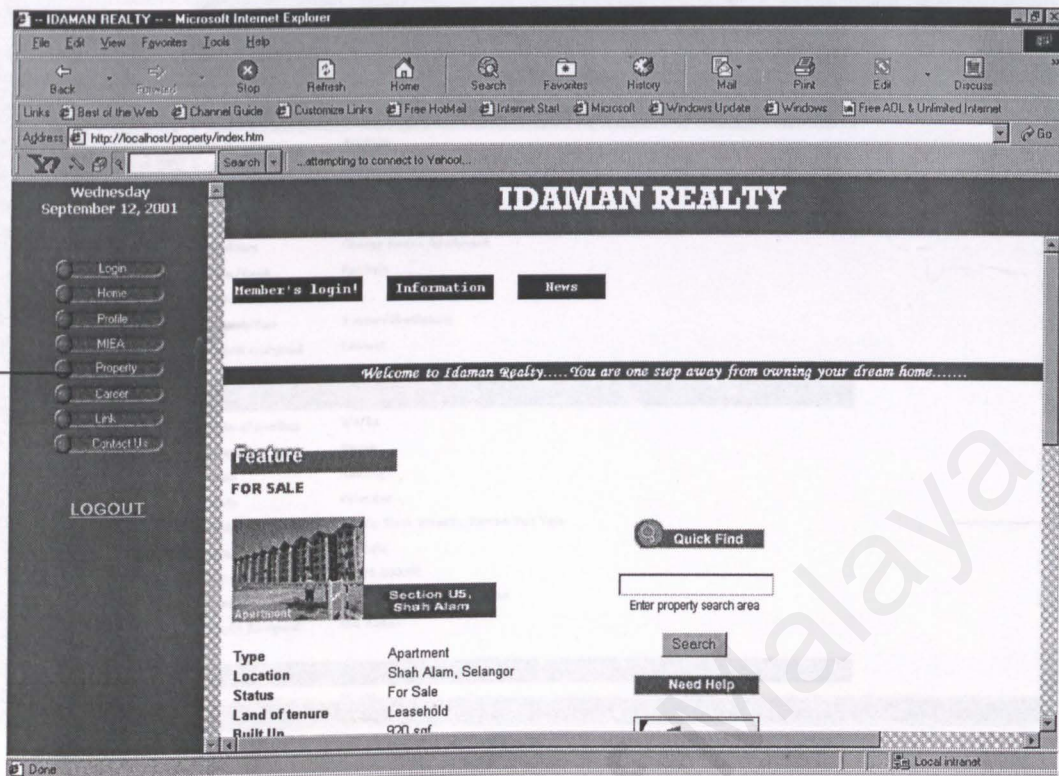 -- IDAMAN REALTY -- - Microsoft Internet Explorer
File Edit View Favorites Tools Help
Back Forward Stop Refresh Home Search Favorites History Mail Print Edit Discuss
Links Best of the Web Channel Guide Customize Links Free HotMail Internet Start Microsoft Windows Update Windows Free AOL & Unlimited Internet
Address http://localhost/property/index.htm Go
Y? Search ...attempting to connect to Yahoo!...
Wednesday
September 12, 2001
IDAMAN REALTY
Login
Home
Profile
MIEA
Property
Career
Link
Contact Us
LOGOUT
Member's login! Information News
Welcome to Idaman Realty.....You are one step away from owning your dream home.......
Feature
FOR SALE
Apartment
Section U5,
Shah Alam
Quick Find
Enter property search area
Search
Need Help
Type Apartment
Location Shah Alam, Selangor
Status For Sale
Land of tenure Leasehold
Built Up 920 sqf
Done Local intranet
alaya